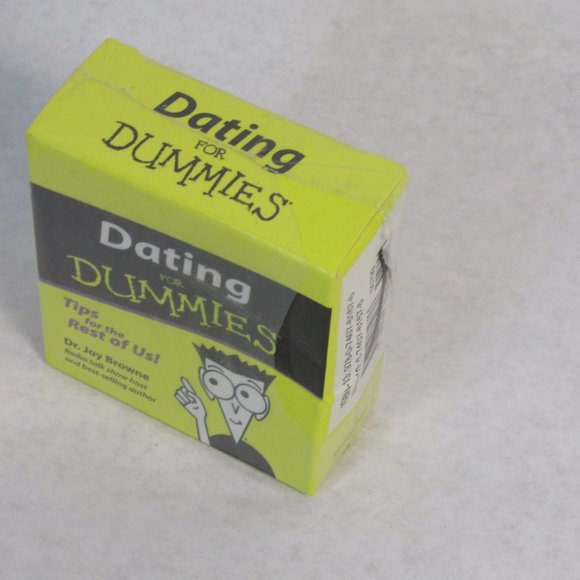 Dating
FOR
DUMMIES
Dating
FOR
DUMMIES
Tips
for the
Rest of Us!
Dr. Joy Browne
Radio talk show host
and best-selling author